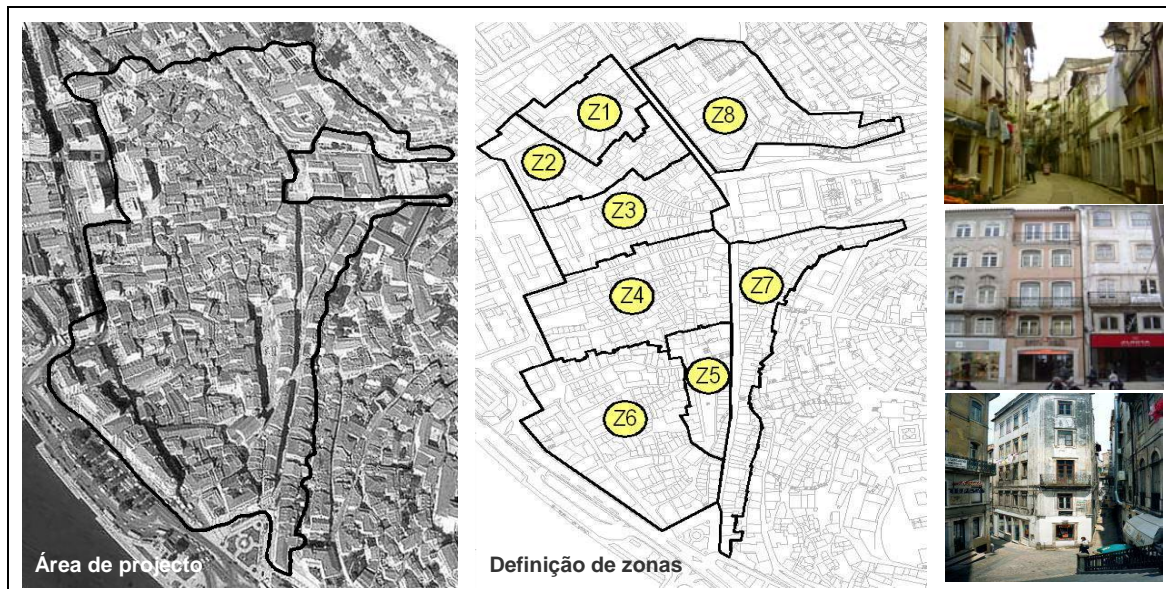 Área de projecto
Definição de zonas
Z1
Z2
Z3
Z4
Z5
Z6
Z7
Z8